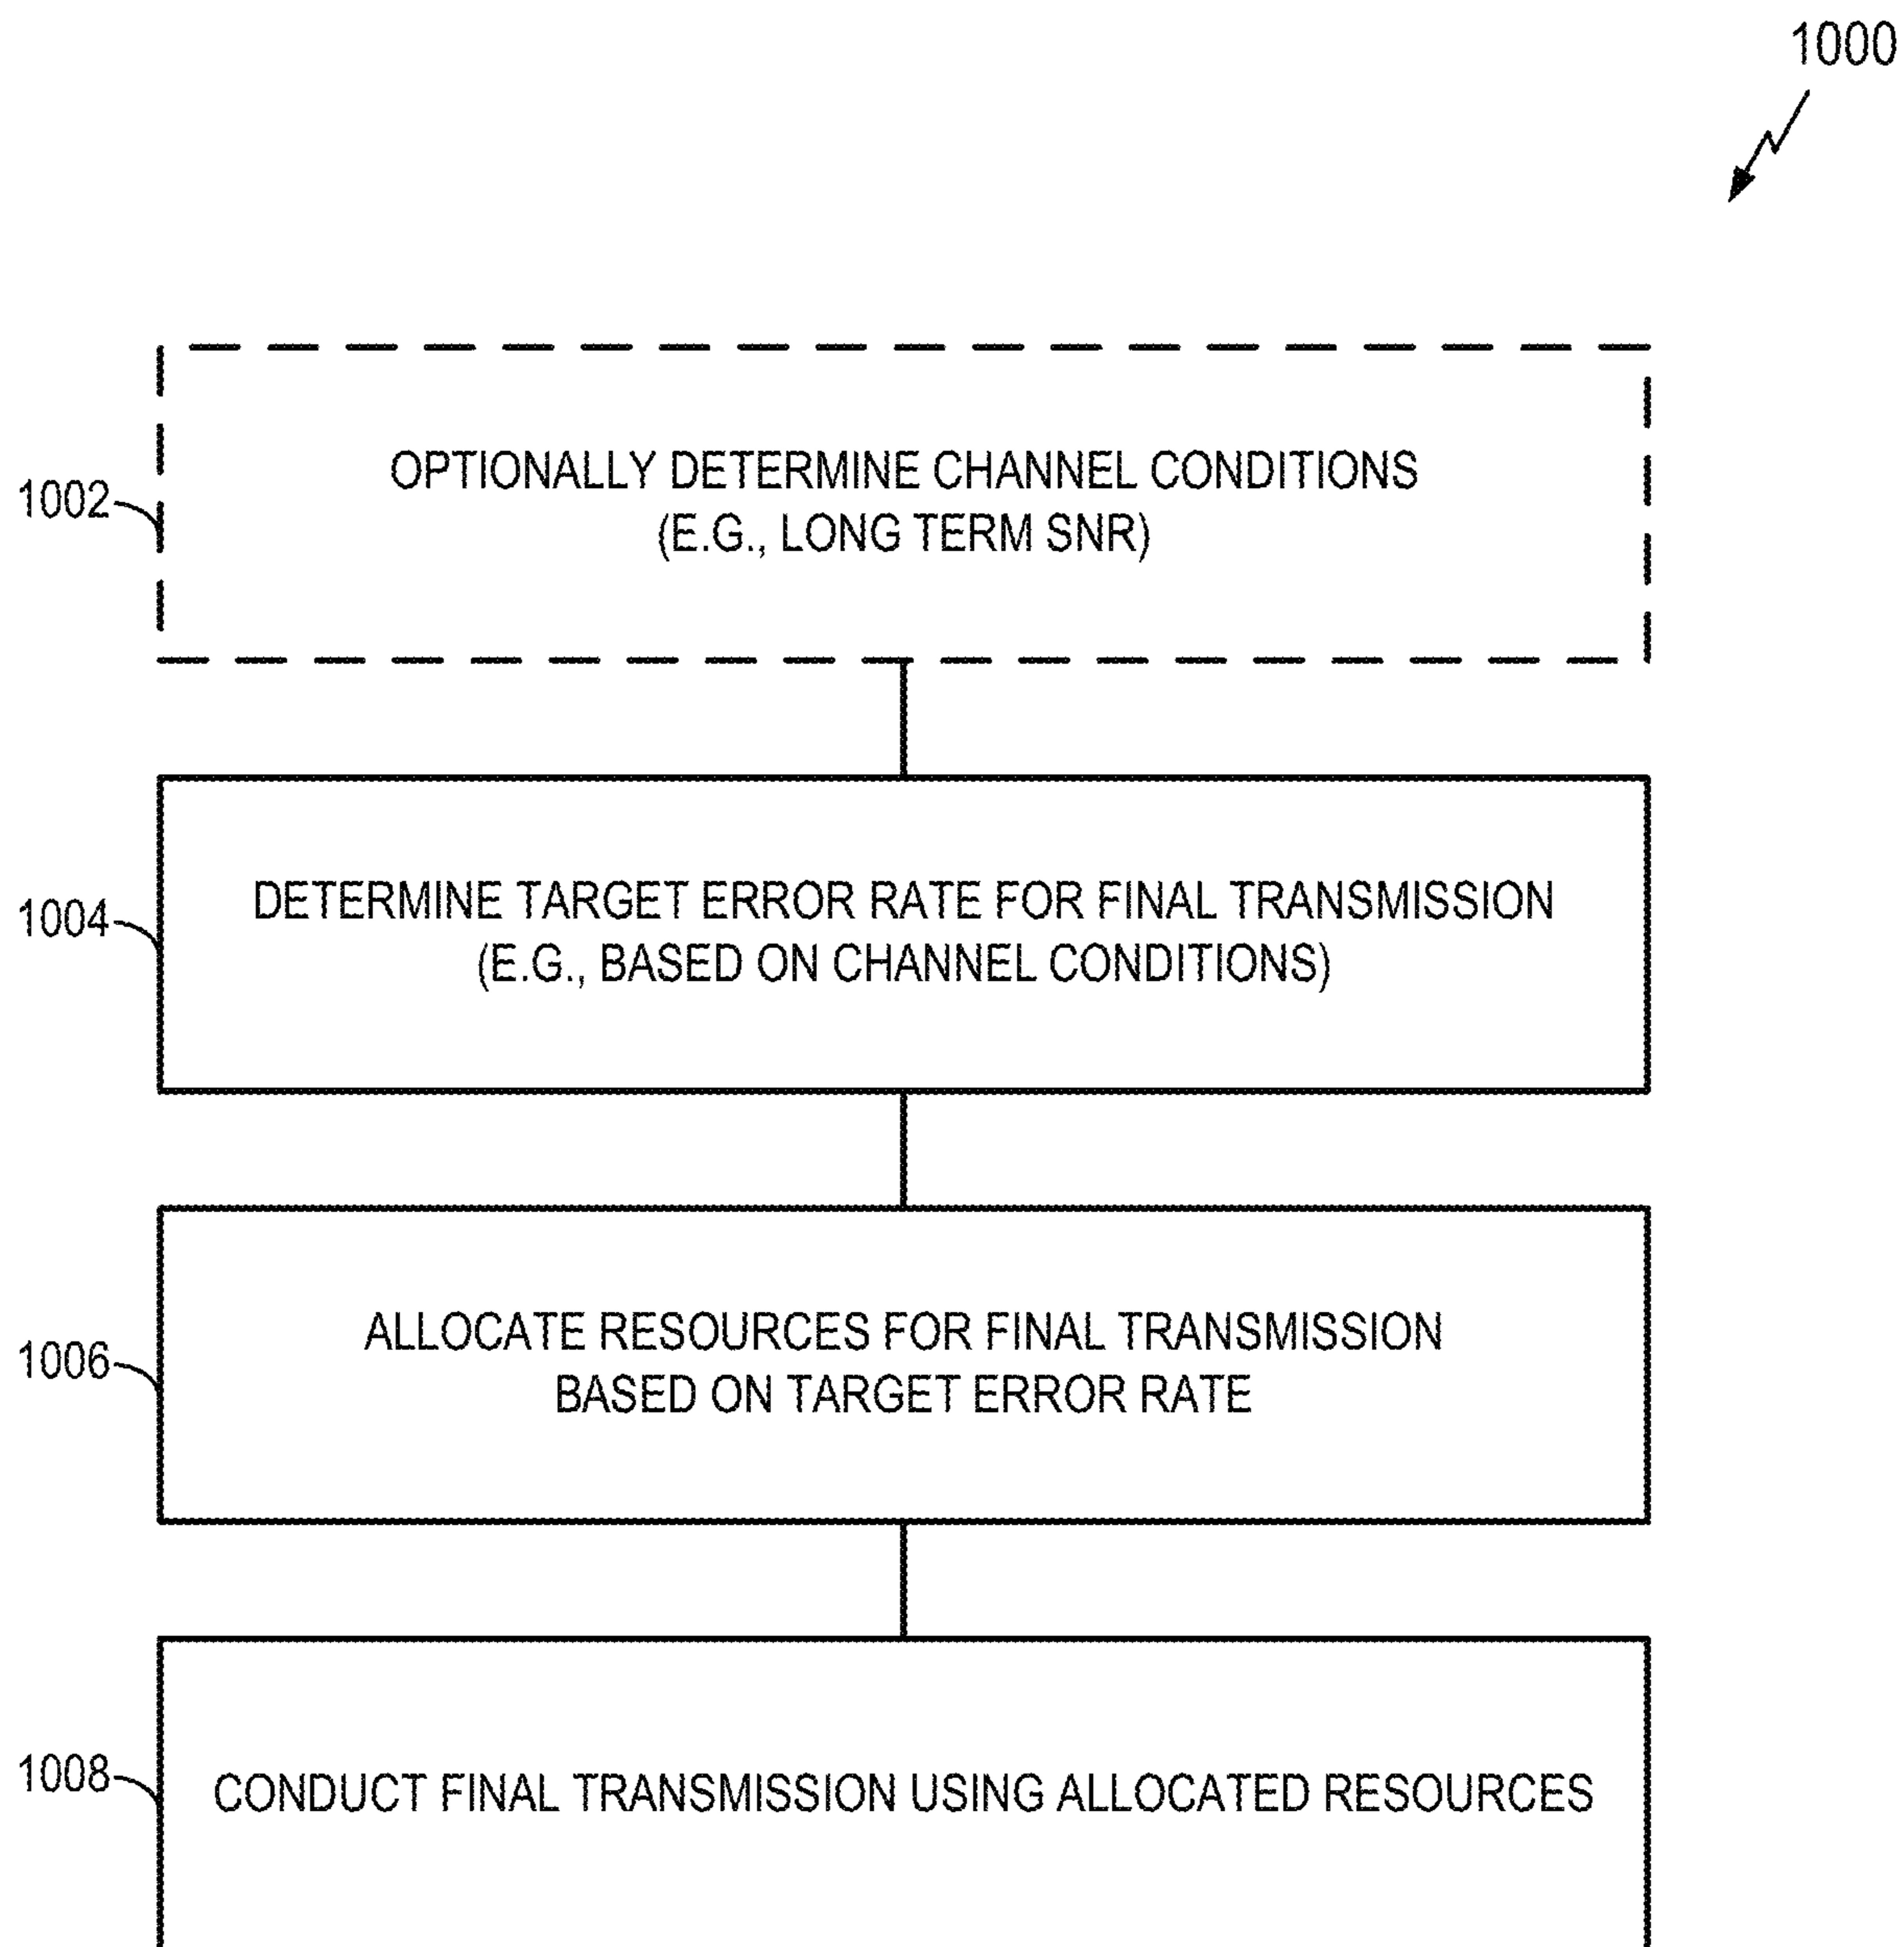 1000
OPTIONALLY DETERMINE CHANNEL CONDITIONS
(E.G., LONG TERM SNR)
1002
DETERMINE TARGET ERROR RATE FOR FINAL TRANSMISSION
(E.G., BASED ON CHANNEL CONDITIONS)
1004
ALLOCATE RESOURCES FOR FINAL TRANSMISSION
BASED ON TARGET ERROR RATE
1006
CONDUCT FINAL TRANSMISSION USING ALLOCATED RESOURCES
1008